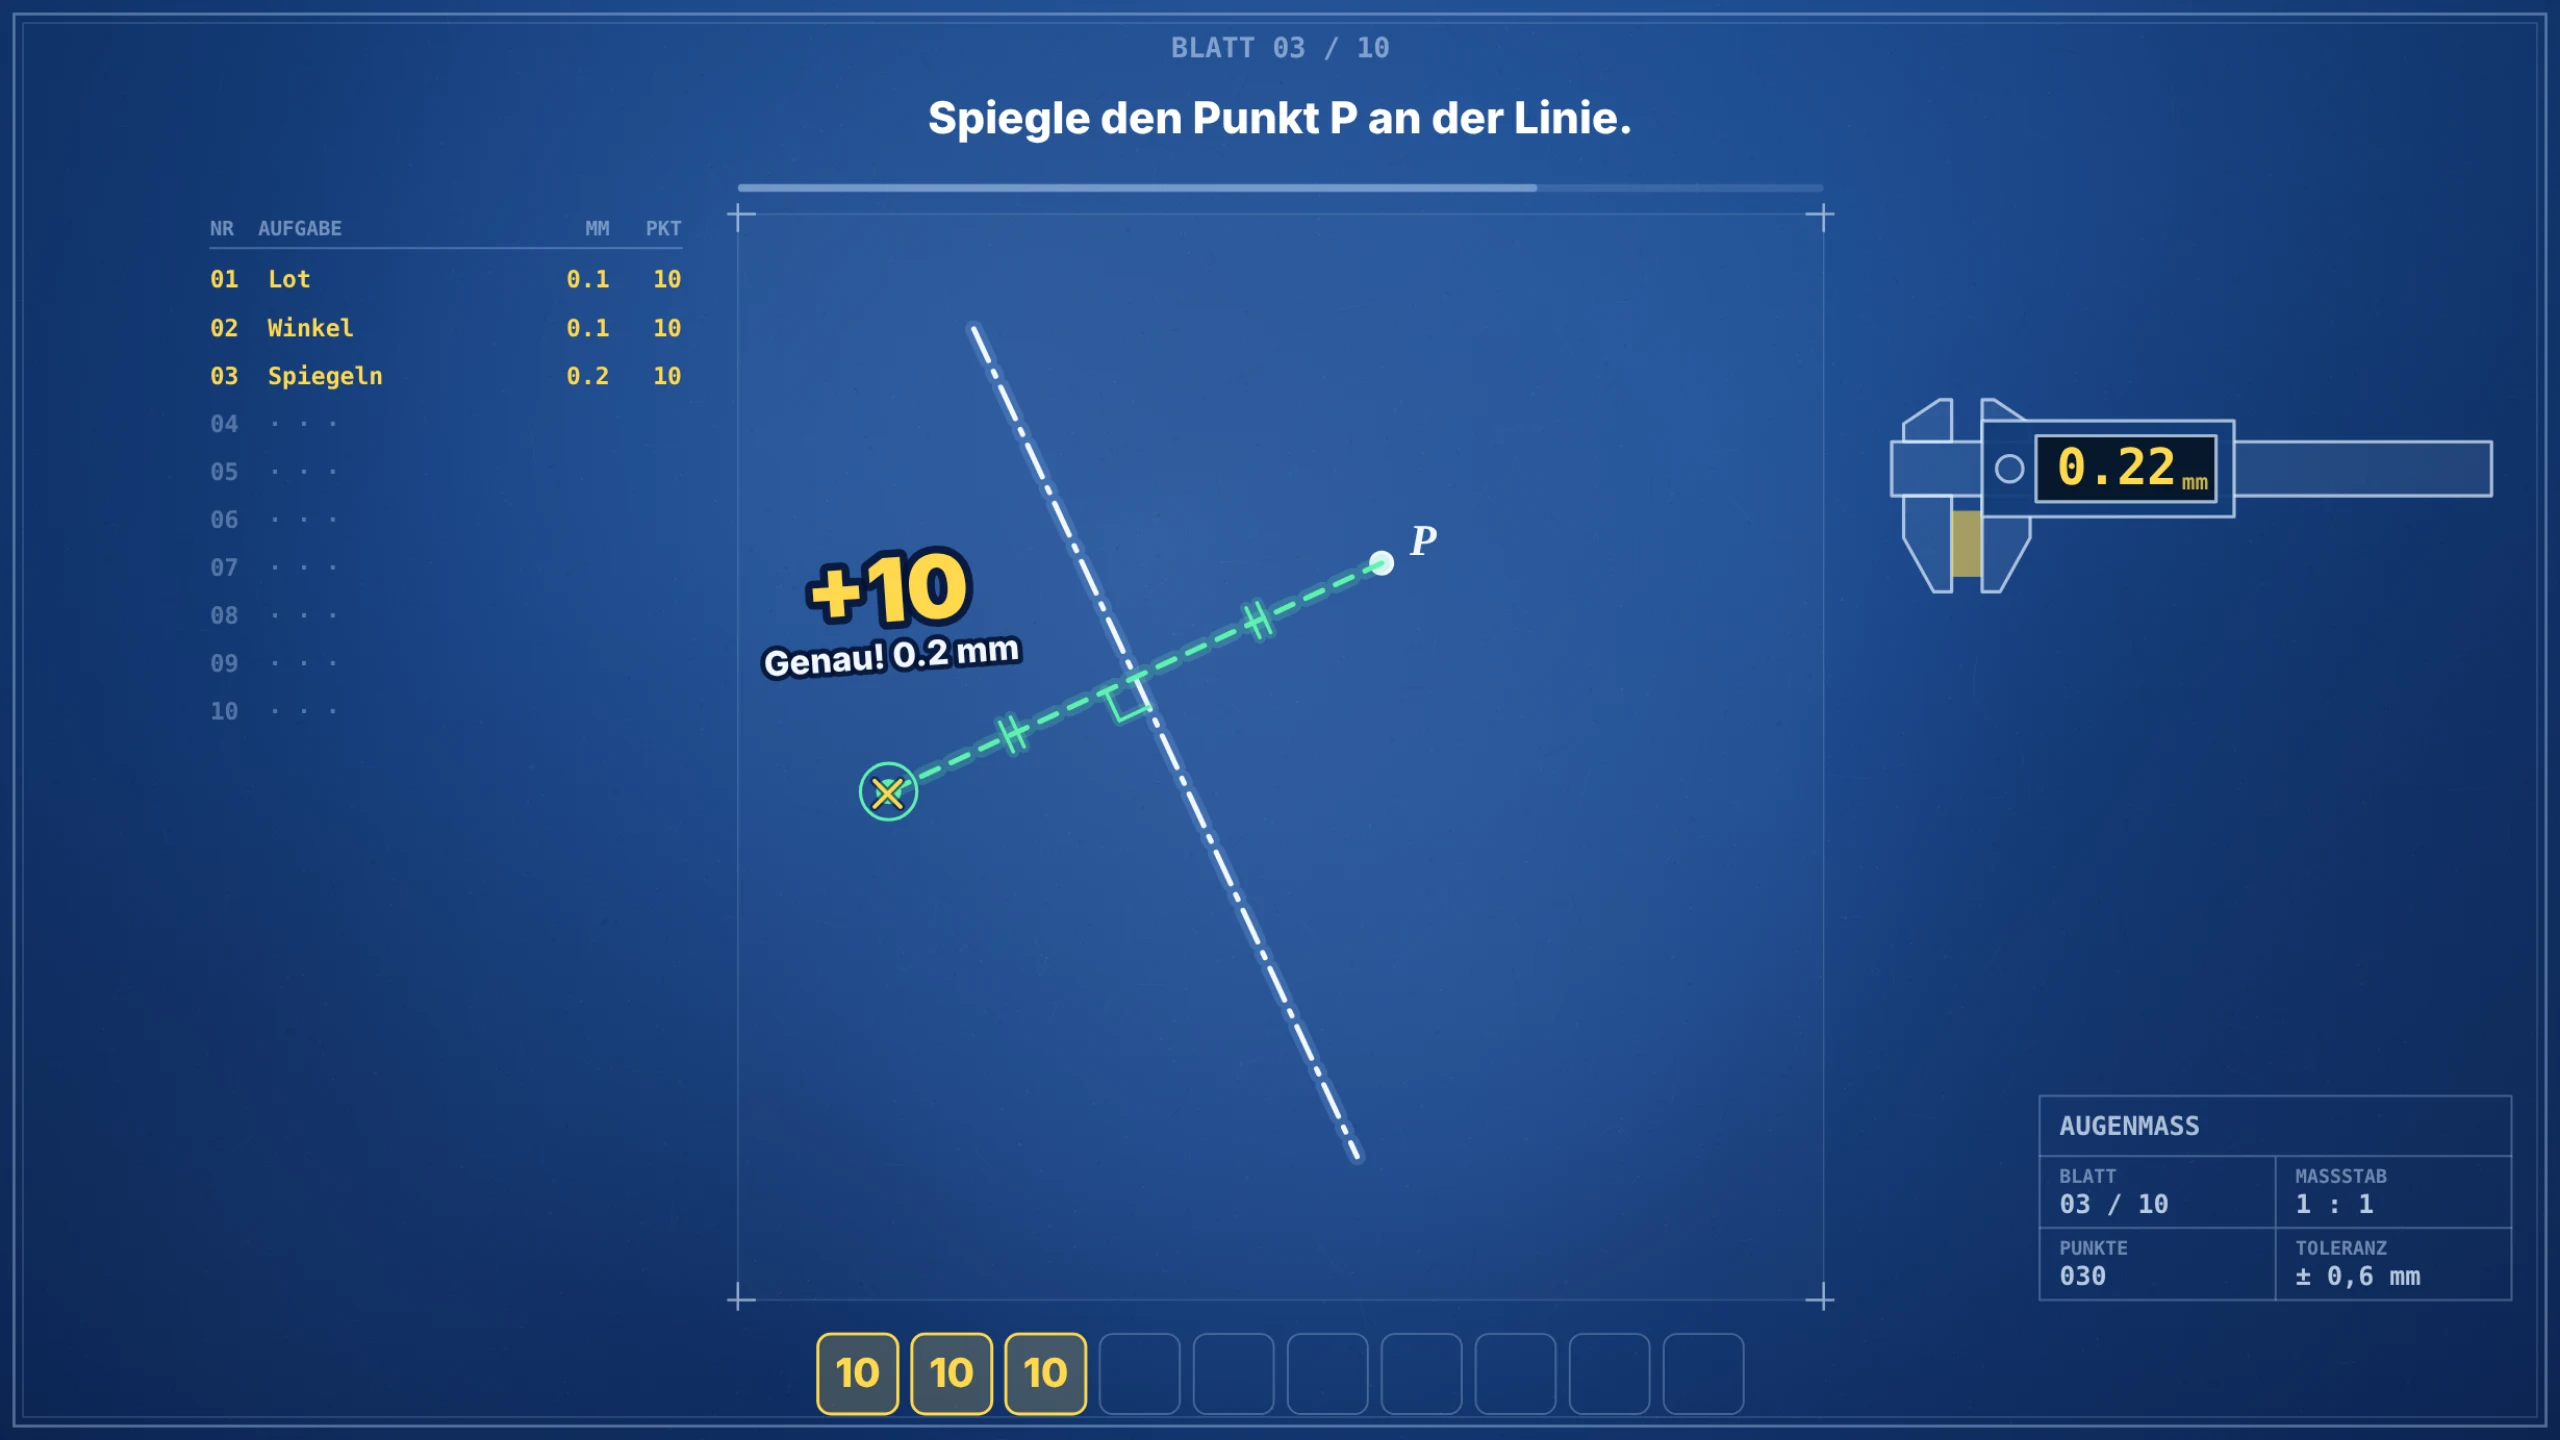 BLATT 03 / 10
Spiegle den Punkt P an der Linie.
NR AUFGABE MM PKT
01 Lot 0.1 10
02 Winkel 0.1 10
03 Spiegeln 0.2 10
04 · · ·
05 · · ·
06 · · ·
07 · · ·
08 · · ·
09 · · ·
10 · · ·
P
+10
Genau! 0.2 mm
0.22 mm
AUGENMASS
BLATT MASSSTAB
03 / 10 1 : 1
PUNKTE TOLERANZ
030 ± 0,6 mm
10 10 10